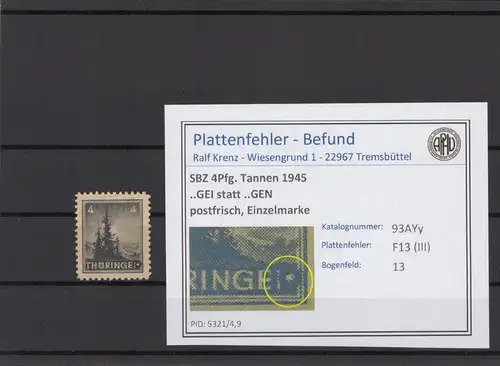 4 4
THÜRINGEI
Plattenfehler - Befund
Ralf Krenz - Wiesengrund 1 - 22967 Tremsbüttel
SBZ 4Pfg. Tannen 1945
..GEI statt ..GEN
postfrisch, Einzelmarke
Katalognummer: 93AYy
Plattenfehler: F13 (III)
Bogenfeld: 13
RINGEI
PID: 5321/4,9